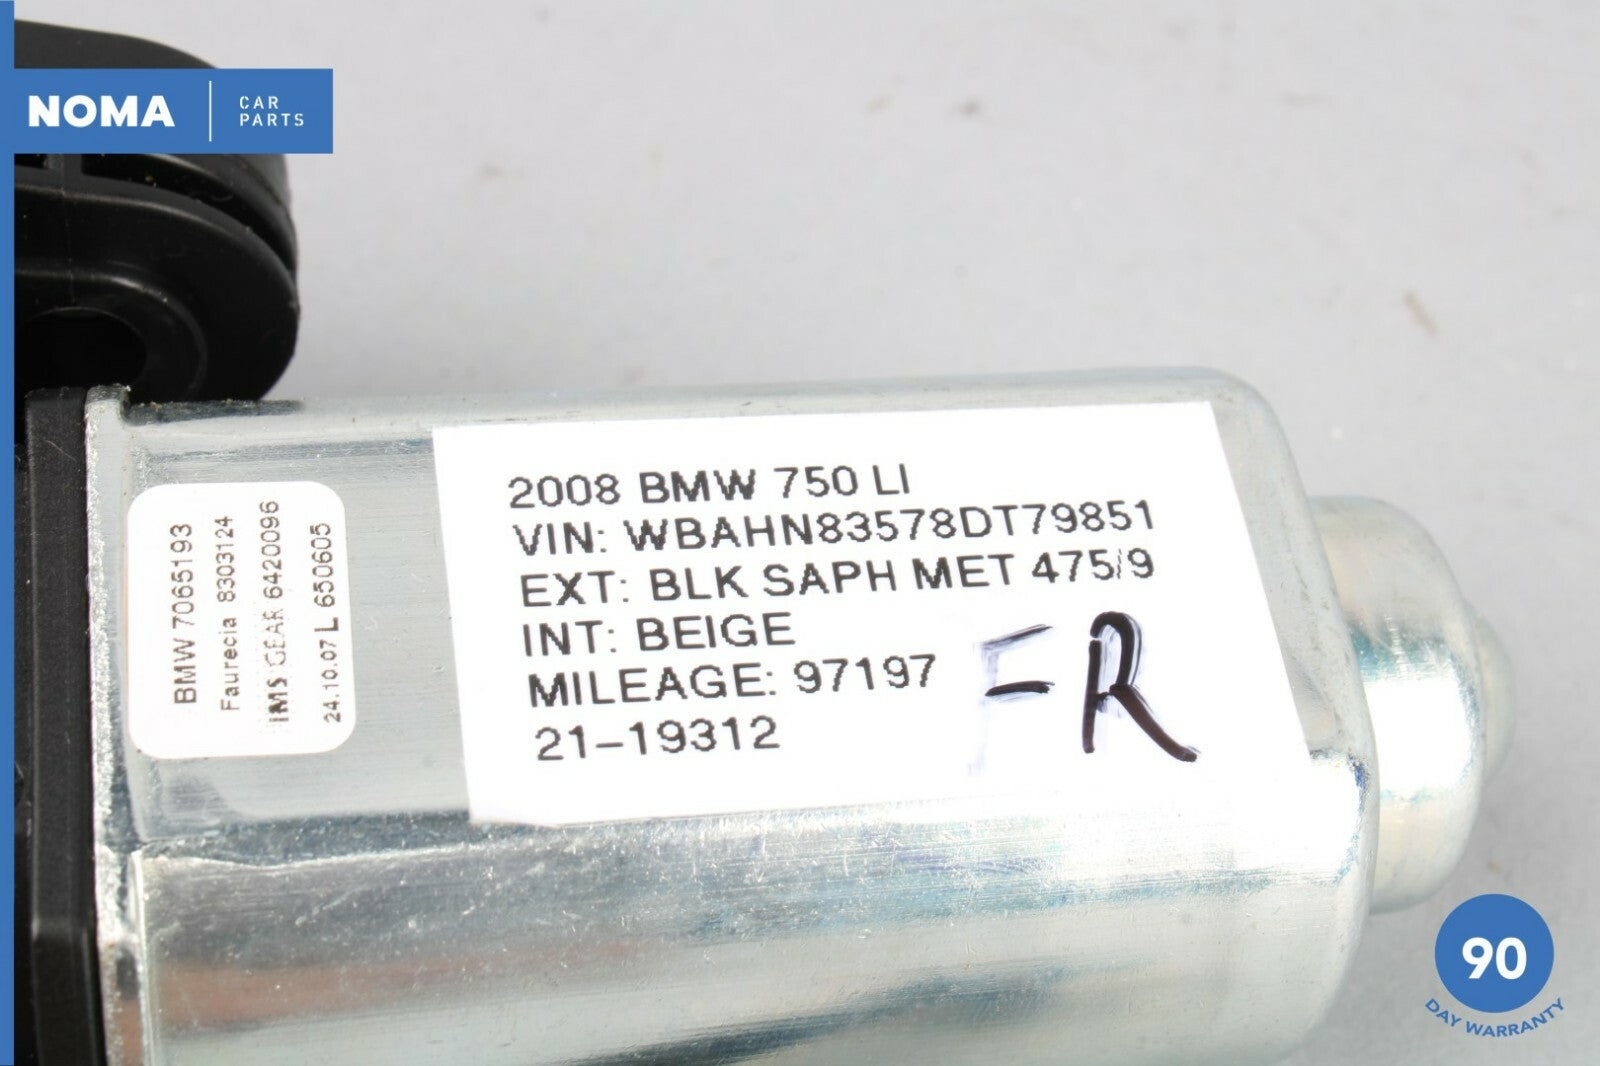 NOMA
CAR
PARTS
2008 BMW 750 LI
VIN: WBAHN83578DT79851
EXT: BLK SAPH MET 475/9
INT: BEIGE
MILEAGE: 97197
21-19312
FR
BMW 7065193
Faurecia 8303124
IMS GEAR 6420096
24.10.07 L 650605
90
DAY WARRANTY